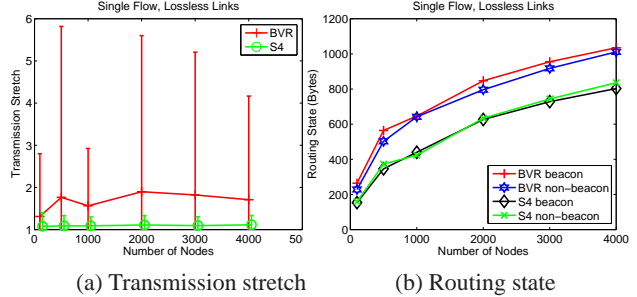 Single Flow, Lossless Links
6
5
4
3
2
1
0
1000
2000
3000
4000
50
Transmission Stretch
Number of Nodes
BVR
S4
(a) Transmission stretch
Single Flow, Lossless Links
1200
1000
800
600
400
200
0
0
1000
2000
3000
4000
Routing State (Bytes)
Number of Nodes
BVR beacon
BVR non−beacon
S4 beacon
S4 non−beacon
(b) Routing state